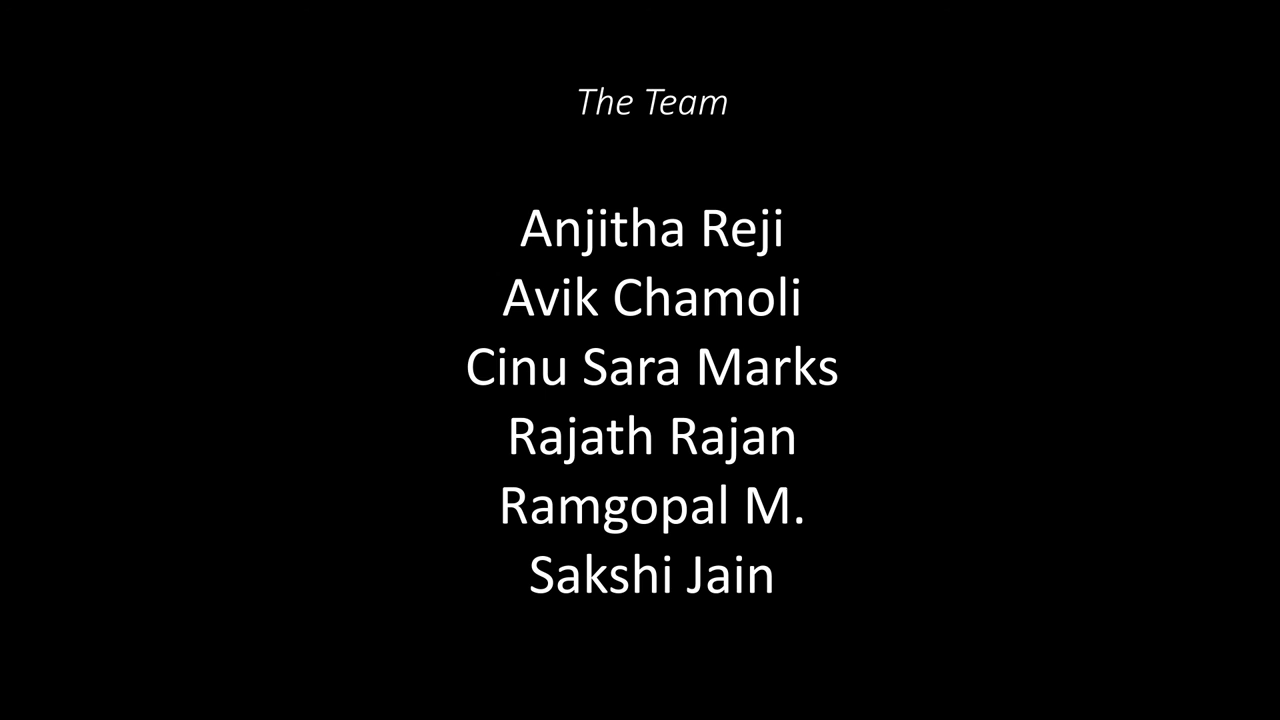 The Team
Anjitha Reji
Avik Chamoli
Cinu Sara Marks
Rajath Rajan
Ramgopal M.
Sakshi Jain